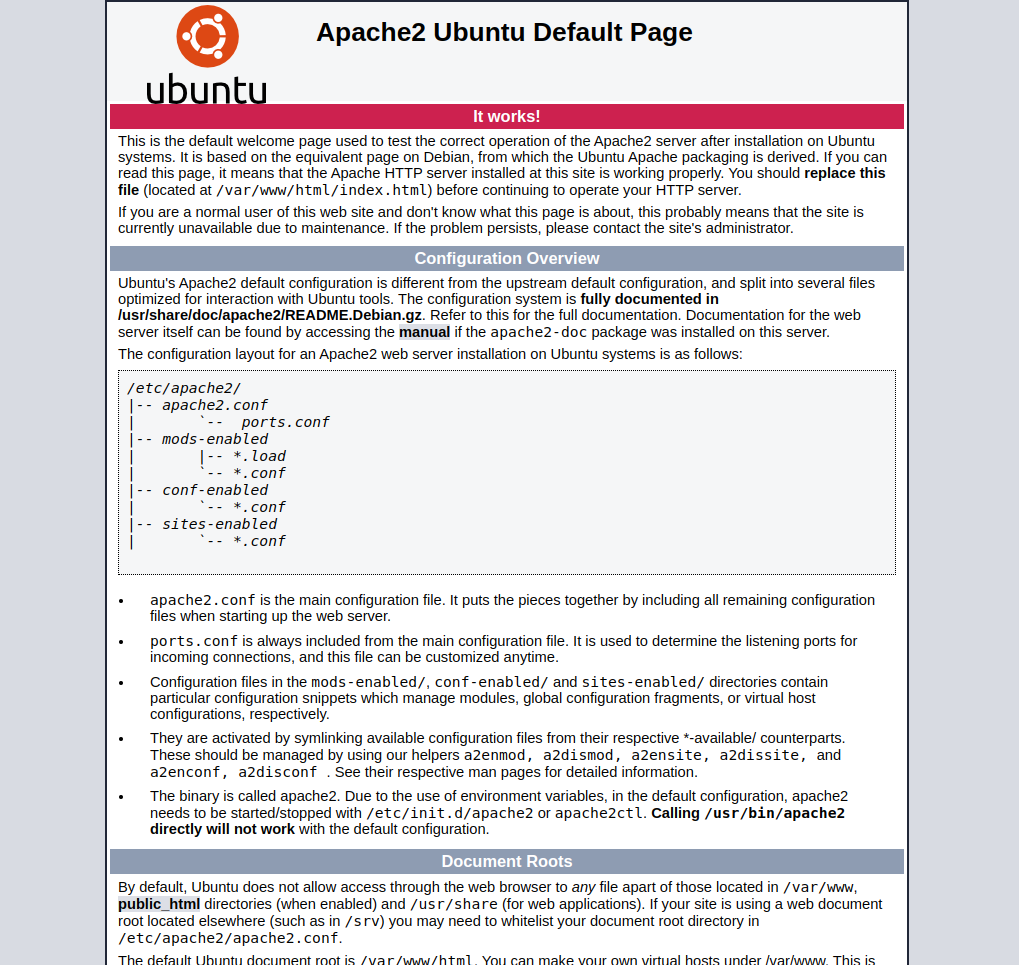 ubuntu
Apache2 Ubuntu Default Page
It works!
This is the default welcome page used to test the correct operation of the Apache2 server after installation on Ubuntu
systems. It is based on the equivalent page on Debian, from which the Ubuntu Apache packaging is derived. If you can
read this page, it means that the Apache HTTP server installed at this site is working properly. You should replace this
file (located at /var/www/html/index.html) before continuing to operate your HTTP server.
If you are a normal user of this web site and don't know what this page is about, this probably means that the site is
currently unavailable due to maintenance. If the problem persists, please contact the site's administrator.
Configuration Overview
Ubuntu's Apache2 default configuration is different from the upstream default configuration, and split into several files
optimized for interaction with Ubuntu tools. The configuration system is fully documented in
/usr/share/doc/apache2/README.Debian.gz. Refer to this for the full documentation. Documentation for the web
server itself can be found by accessing the manual if the apache2-doc package was installed on this server.
The configuration layout for an Apache2 web server installation on Ubuntu systems is as follows:
/etc/apache2/
|-- apache2.conf
|       `--  ports.conf
|-- mods-enabled
|       |-- *.load
|       `-- *.conf
|-- conf-enabled
|       `-- *.conf
|-- sites-enabled
|       `-- *.conf
• apache2.conf is the main configuration file. It puts the pieces together by including all remaining configuration
files when starting up the web server.
• ports.conf is always included from the main configuration file. It is used to determine the listening ports for
incoming connections, and this file can be customized anytime.
• Configuration files in the mods-enabled/, conf-enabled/ and sites-enabled/ directories contain
particular configuration snippets which manage modules, global configuration fragments, or virtual host
configurations, respectively.
• They are activated by symlinking available configuration files from their respective *-available/ counterparts.
These should be managed by using our helpers a2enmod, a2dismod, a2ensite, a2dissite, and
a2enconf, a2disconf . See their respective man pages for detailed information.
• The binary is called apache2. Due to the use of environment variables, in the default configuration, apache2
needs to be started/stopped with /etc/init.d/apache2 or apache2ctl. Calling /usr/bin/apache2
directly will not work with the default configuration.
Document Roots
By default, Ubuntu does not allow access through the web browser to any file apart of those located in /var/www,
public_html directories (when enabled) and /usr/share (for web applications). If your site is using a web document
root located elsewhere (such as in /srv) you may need to whitelist your document root directory in
/etc/apache2/apache2.conf.
The default Ubuntu document root is /var/www/html. You can make your own virtual hosts under /var/www. This is